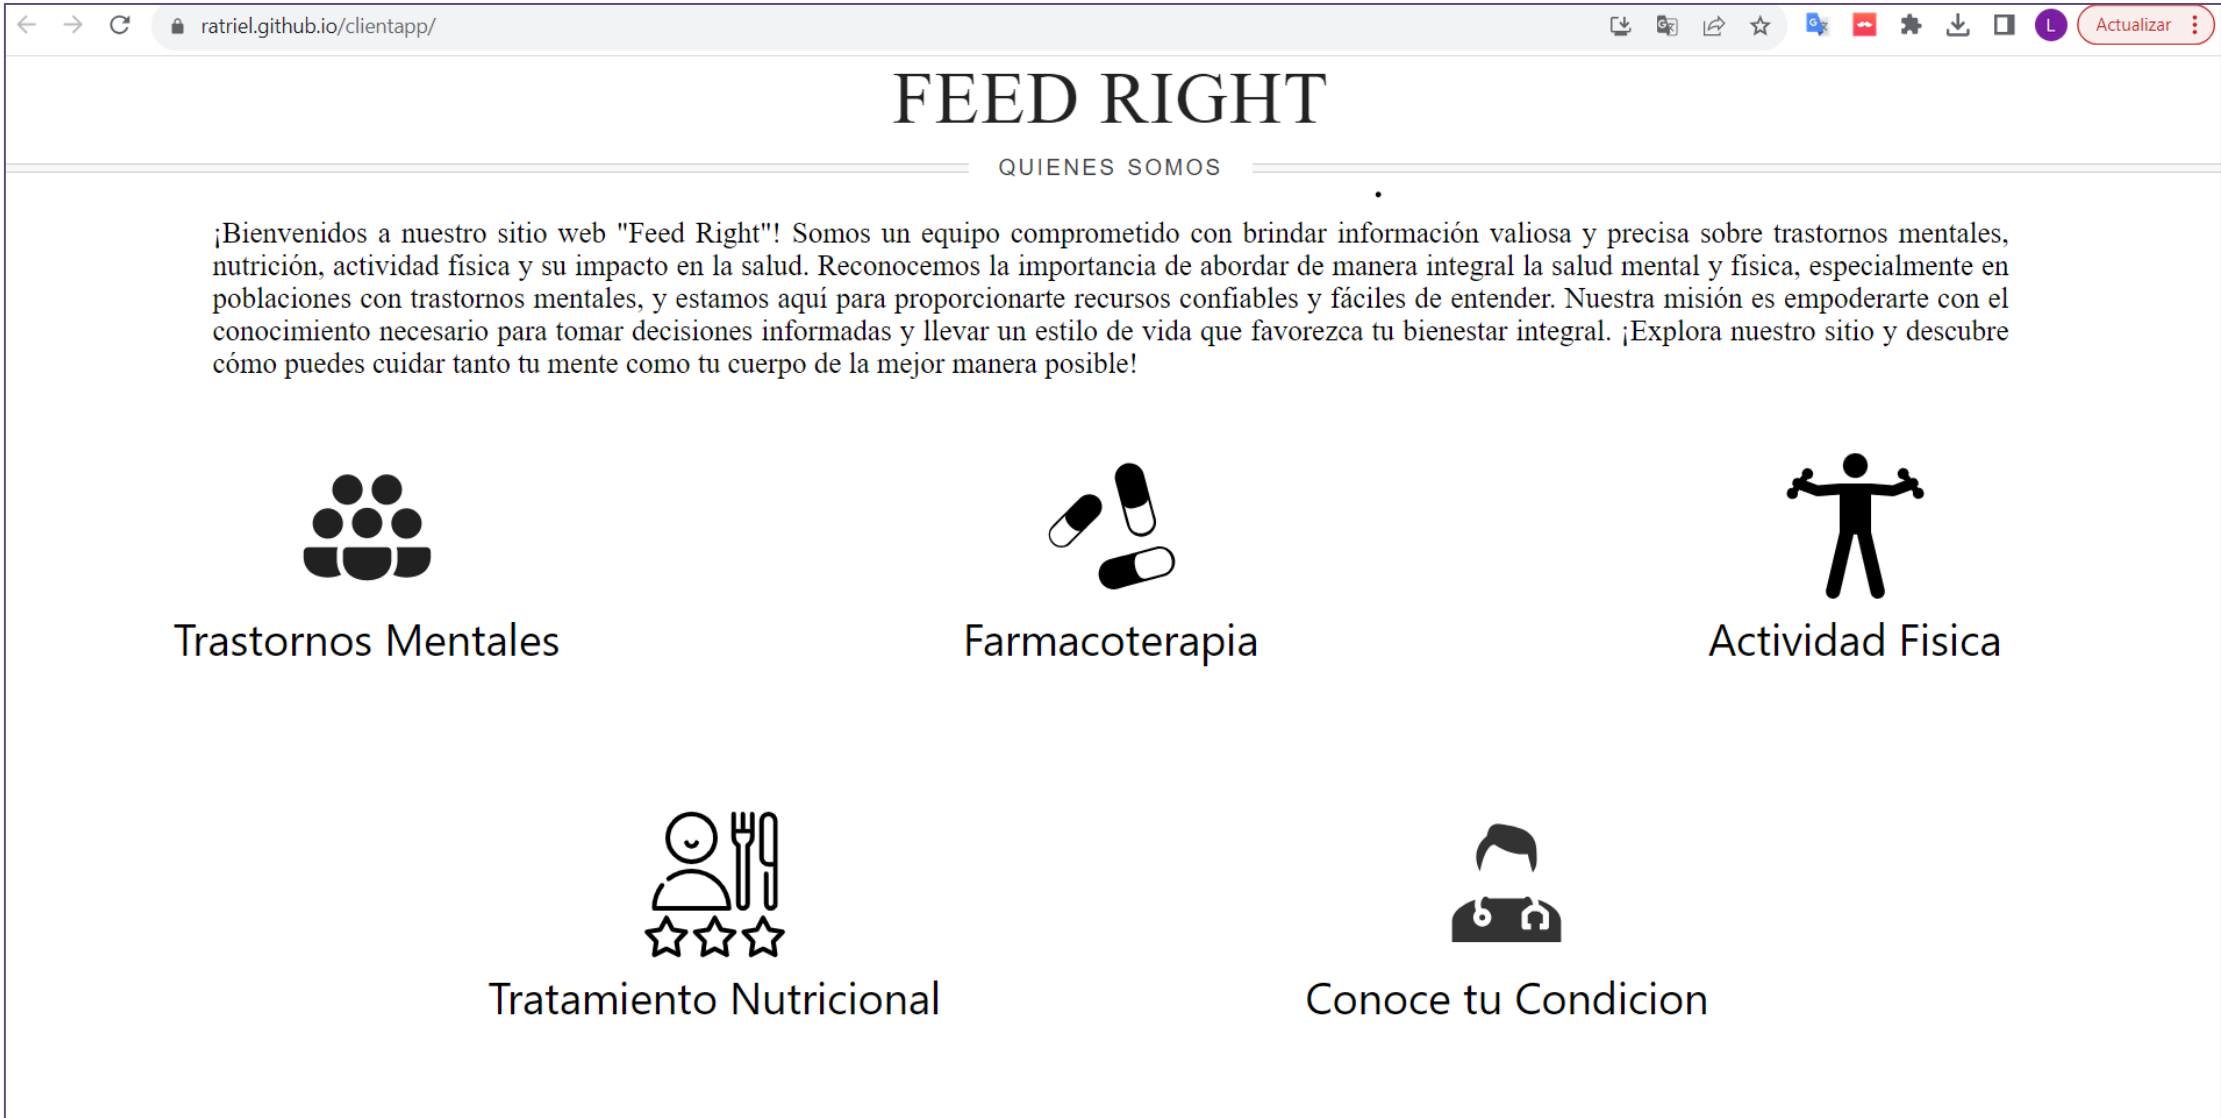 ratriel.github.io/clientapp/
L
Actualizar
FEED RIGHT
QUIENES SOMOS
.
¡Bienvenidos a nuestro sitio web "Feed Right"! Somos un equipo comprometido con brindar información valiosa y precisa sobre trastornos mentales,
nutrición, actividad física y su impacto en la salud. Reconocemos la importancia de abordar de manera integral la salud mental y física, especialmente en
poblaciones con trastornos mentales, y estamos aquí para proporcionarte recursos confiables y fáciles de entender. Nuestra misión es empoderarte con el
conocimiento necesario para tomar decisiones informadas y llevar un estilo de vida que favorezca tu bienestar integral. ¡Explora nuestro sitio y descubre
cómo puedes cuidar tanto tu mente como tu cuerpo de la mejor manera posible!
Trastornos Mentales
Farmacoterapia
Actividad Fisica
Tratamiento Nutricional
Conoce tu Condicion